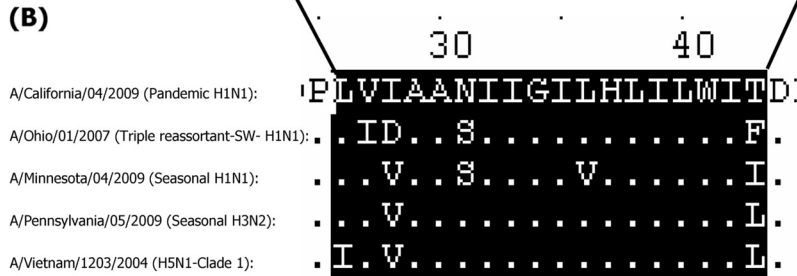 (B)
30 40
A/California/04/2009 (Pandemic H1N1): PLVIAANIIGILHLILWITD
A/Ohio/01/2007 (Triple reassortant-SW- H1N1): ..ID..S...........F.
A/Minnesota/04/2009 (Seasonal H1N1): ...V..S....V......I.
A/Pennsylvania/05/2009 (Seasonal H3N2): ...V..............L.
A/Vietnam/1203/2004 (H5N1-Clade 1): .I.V..............L.